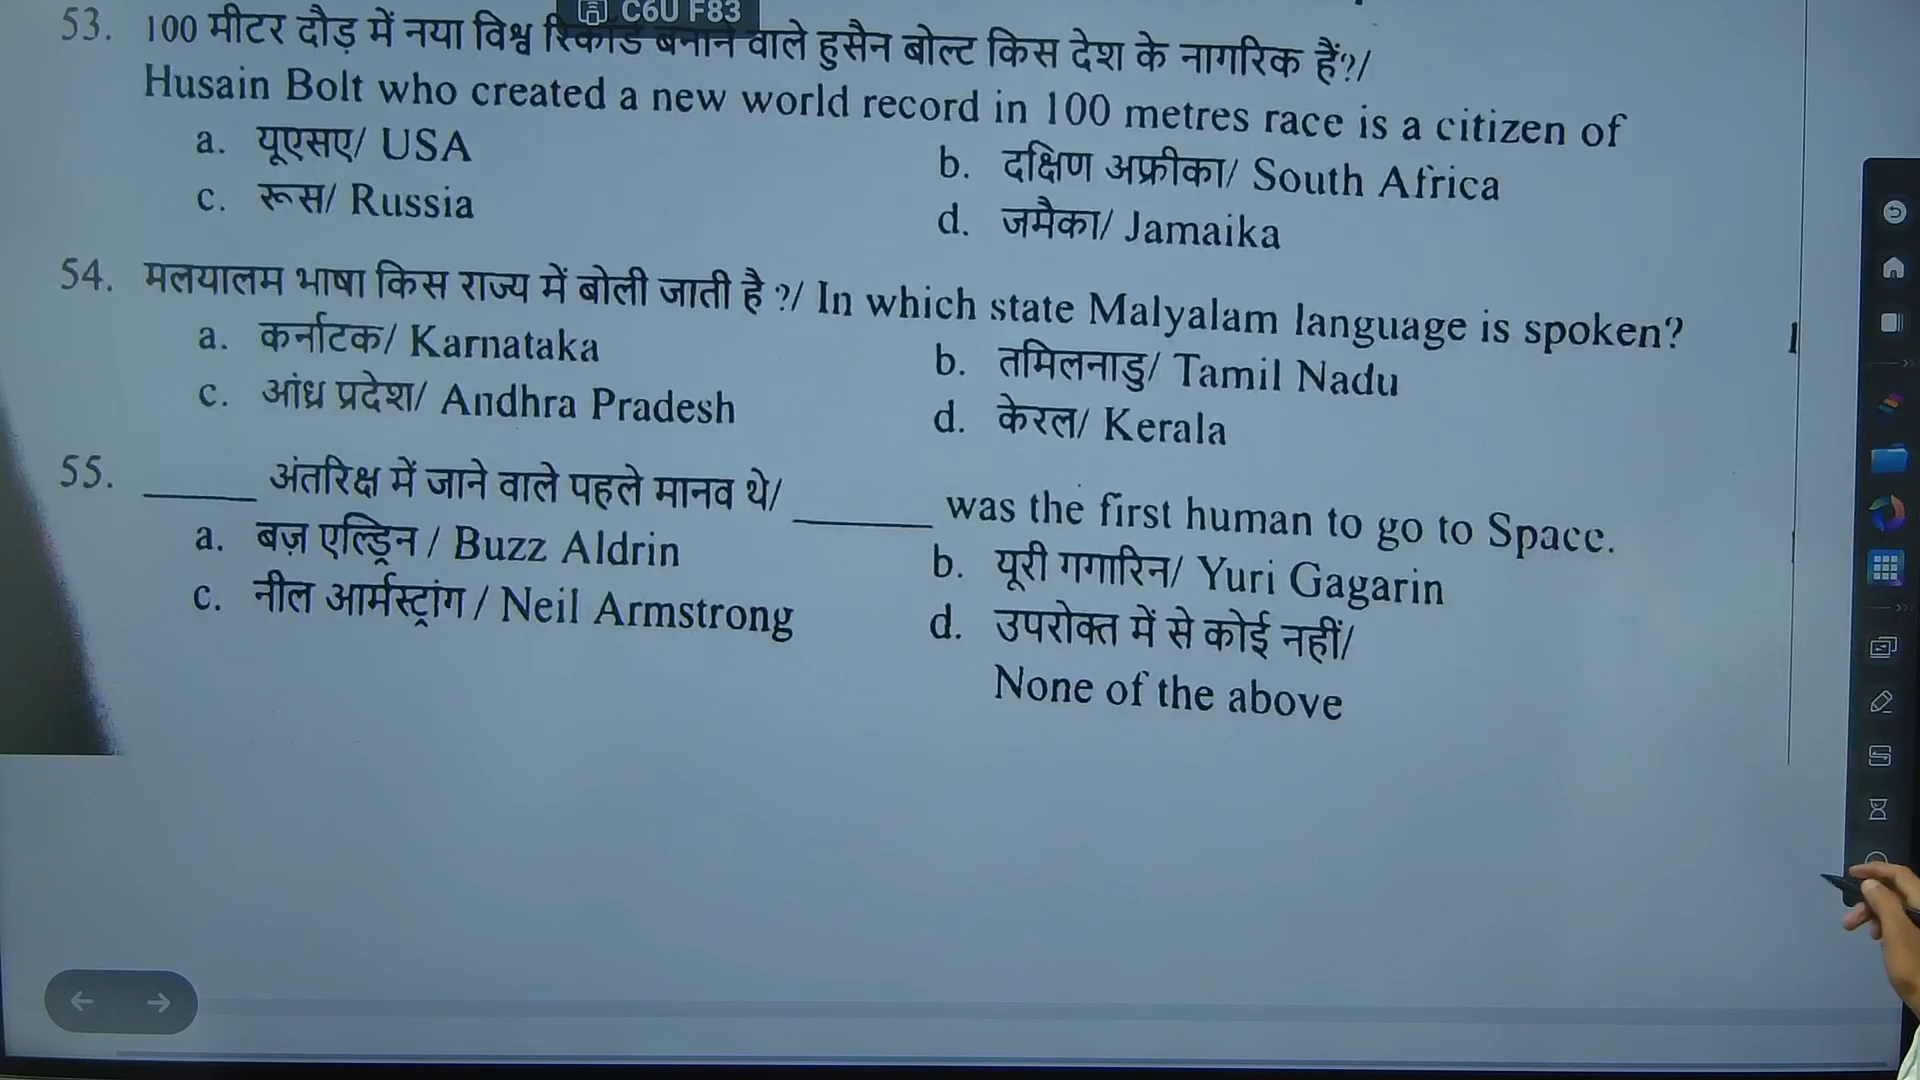 C6U F83
53. 100 मीटर दौड़ में नया विश्व रिकॉर्ड बनाने वाले हुसैन बोल्ट किस देश के नागरिक हैं?/
Husain Bolt who created a new world record in 100 metres race is a citizen of
a. यूएसए/ USA
b. दक्षिण अफ्रीका/ South Africa
c. रूस/ Russia
d. जमैका/ Jamaika
54. मलयालम भाषा किस राज्य में बोली जाती है ?/ In which state Malyalam language is spoken?
a. कर्नाटक/ Karnataka
b. तमिलनाडु/ Tamil Nadu
c. आंध्र प्रदेश/ Andhra Pradesh
d. केरल/ Kerala
55. ______ अंतरिक्ष में जाने वाले पहले मानव थे/ _______ was the first human to go to Space.
a. बज़ एल्ड्रिन / Buzz Aldrin
b. यूरी गगारिन/ Yuri Gagarin
c. नील आर्मस्ट्रांग / Neil Armstrong
d. उपरोक्त में से कोई नहीं/
None of the above